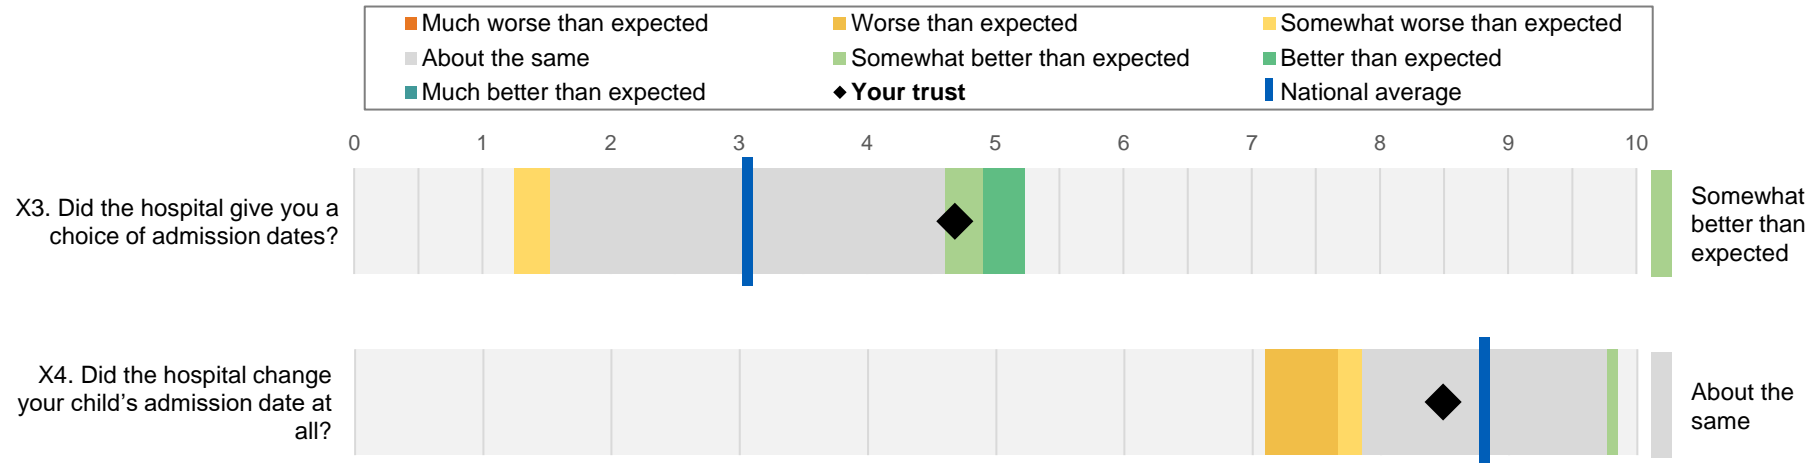 Much worse than expected
Worse than expected
Somewhat worse than expected
About the same
Somewhat better than expected
Better than expected
Much better than expected
Your trust
National average
0 1 2 3 4 5 6 7 8 9 10
X3. Did the hospital give you a
choice of admission dates?
Somewhat
better than
expected
X4. Did the hospital change
your child’s admission date at
all?
About the
same